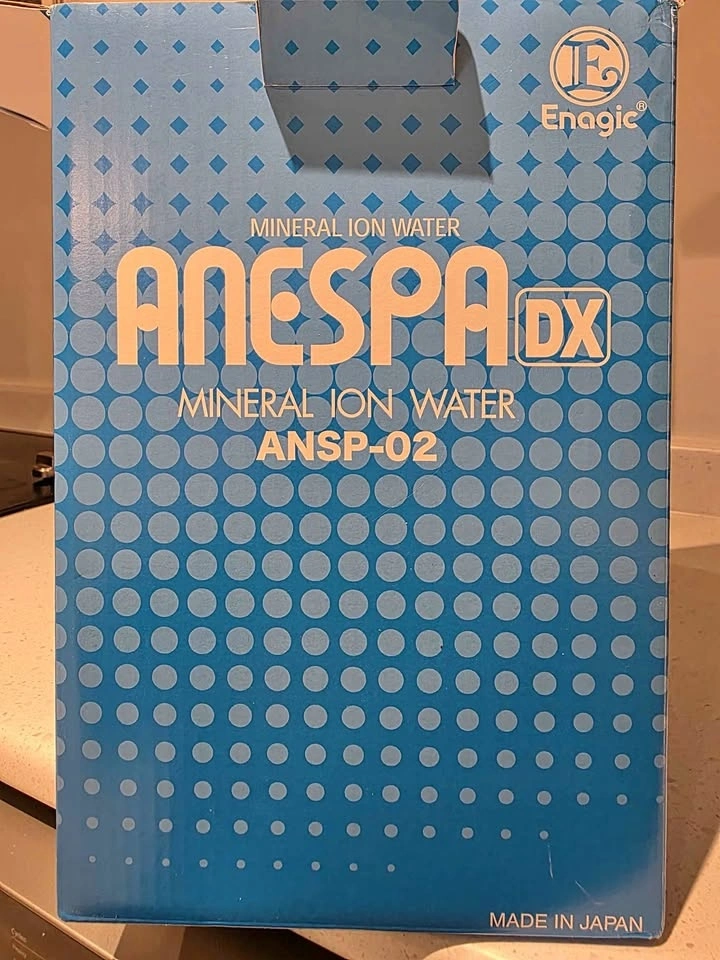 E
Enagic®
MINERAL ION WATER
ANESPA DX
MINERAL ION WATER
ANSP-02
MADE IN JAPAN